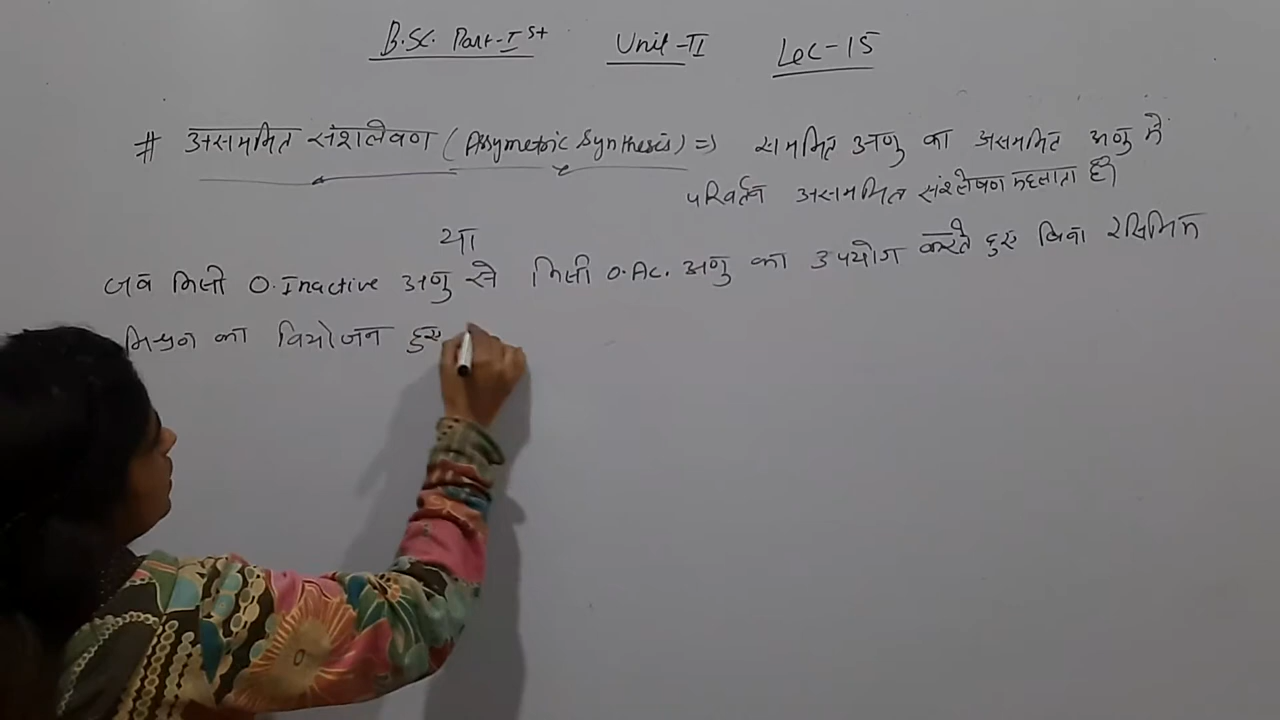 B.Sc. Part-Ist Unit-II Lec-15
# असममित संशलेषण (Assymetric Synthesis) => सममित अणु का असममित अणु में
परिवर्तन असममित संश्लेषण कहलाता है।
या
जब किसी O.Inactive अणु से किसी O.Ac. अणु का उपयोग करते हुए बिना रेसिमिक
मिश्रण का वियोजन हुए